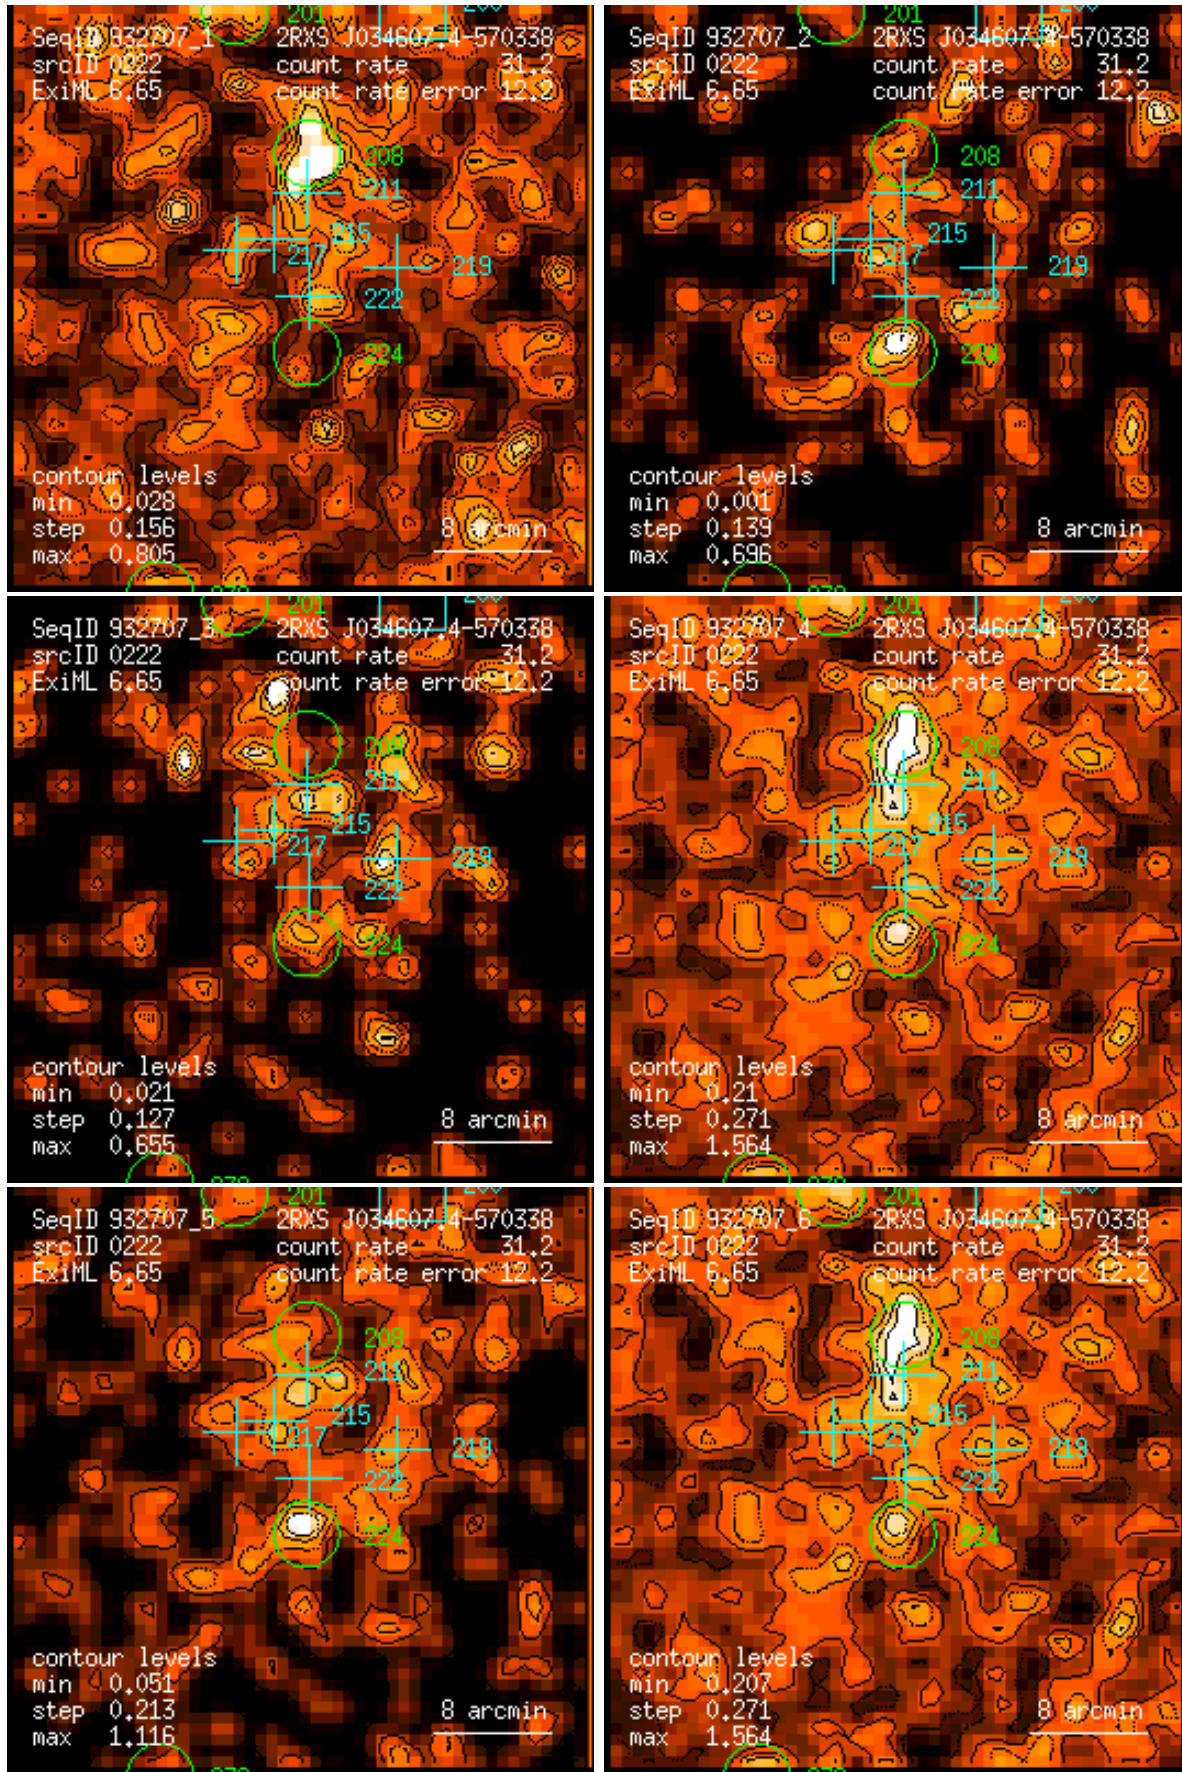 201
SeqID 932707_1 2RXS J034607.4-570338
srcID 0222 count rate 31.2
ExiML 6.65 count rate error 12.2
208
211
215
217
219
222
224
contour levels
min 0.028
step 0.156
max 0.805
8 arcmin
201
SeqID 932707_2 2RXS J034607.4-570338
srcID 0222 count rate 31.2
ExiML 6.65 count rate error 12.2
208
211
215
217
219
222
224
contour levels
min 0.001
step 0.139
max 0.696
8 arcmin
201
SeqID 932707_3 2RXS J034607.4-570338
srcID 0222 count rate 31.2
ExiML 6.65 count rate error 12.2
208
211
215
217
219
222
224
contour levels
min 0.021
step 0.127
max 0.655
8 arcmin
201
SeqID 932707_4 2RXS J034607.4-570338
srcID 0222 count rate 31.2
ExiML 6.65 count rate error 12.2
208
211
215
217
219
222
224
contour levels
min 0.21
step 0.271
max 1.564
8 arcmin
201
SeqID 932707_5 2RXS J034607.4-570338
srcID 0222 count rate 31.2
ExiML 6.65 count rate error 12.2
208
211
215
217
219
222
224
contour levels
min 0.051
step 0.213
max 1.116
8 arcmin
201
SeqID 932707_6 2RXS J034607.4-570338
srcID 0222 count rate 31.2
ExiML 6.65 count rate error 12.2
208
211
215
217
219
222
224
contour levels
min 0.207
step 0.271
max 1.564
8 arcmin